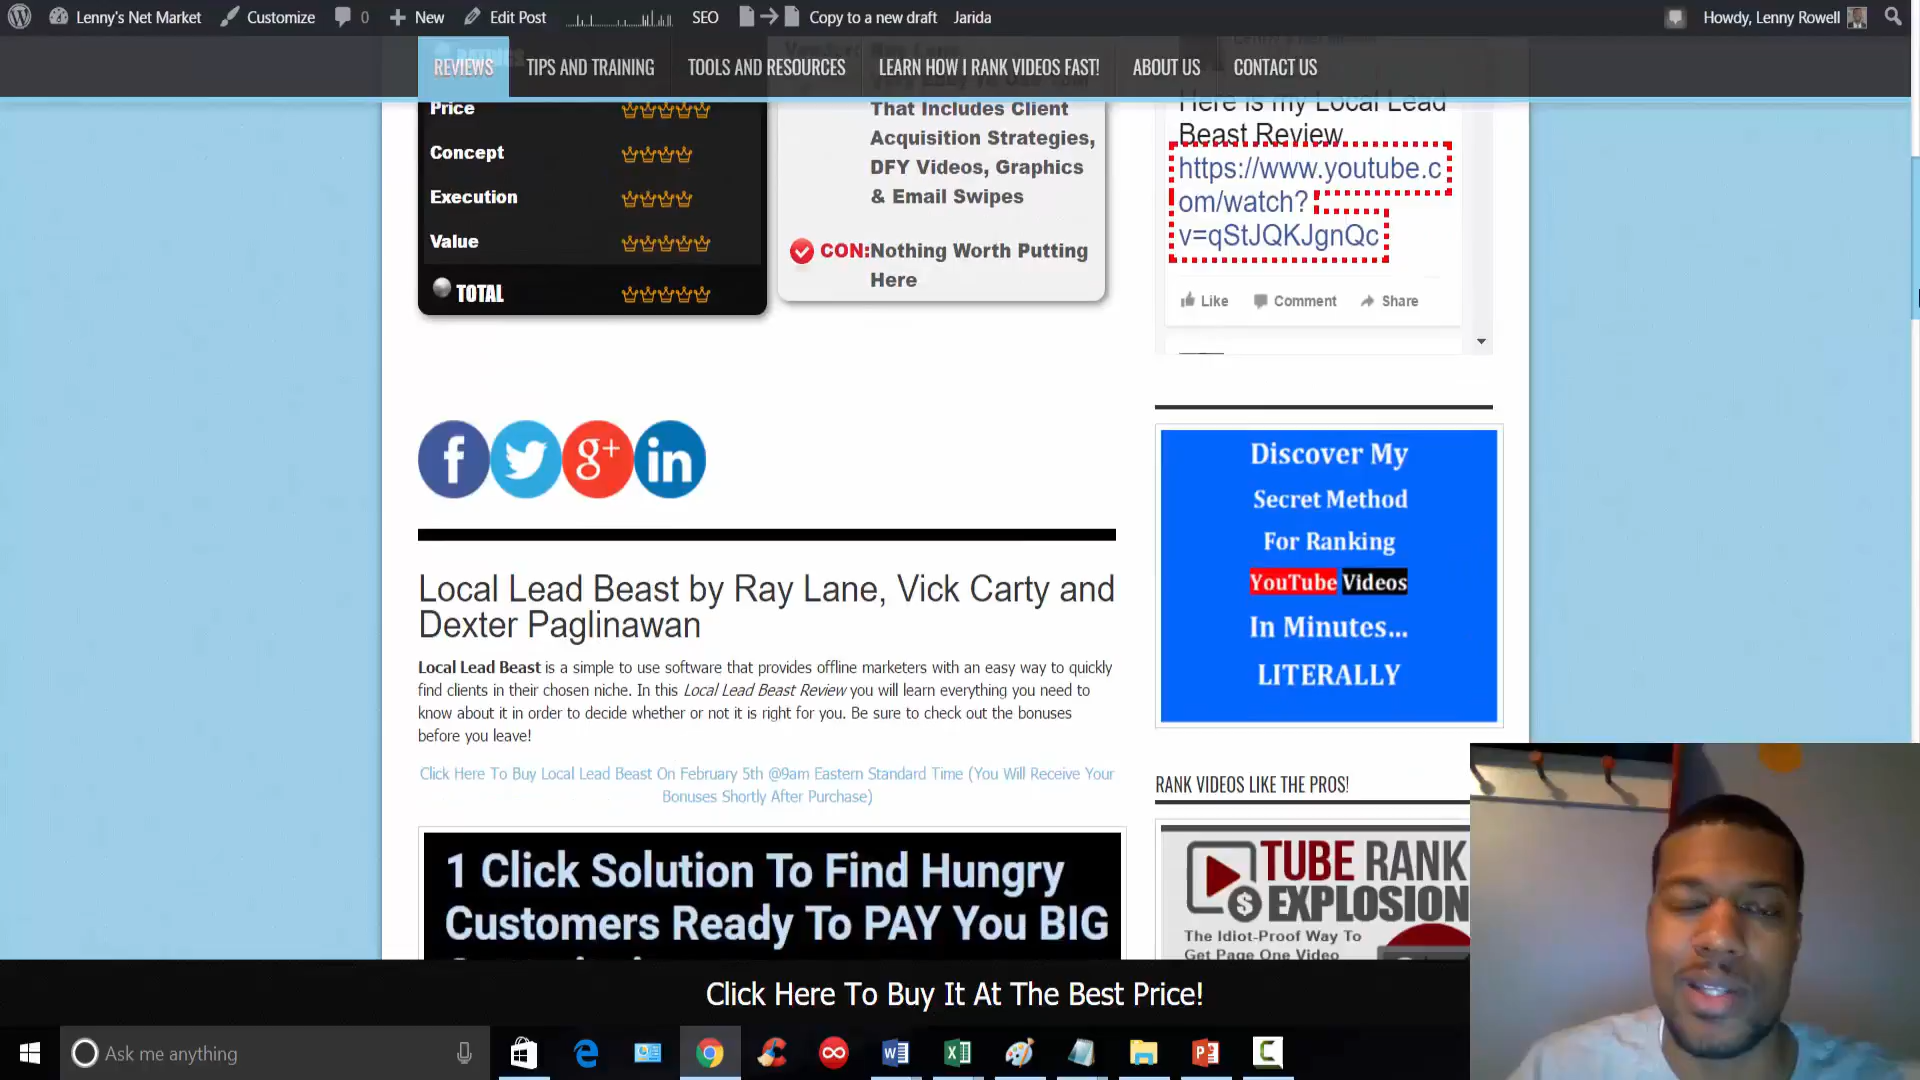 Lenny's Net Market
Customize
0
New
Edit Post
SEO
Copy to a new draft
Jarida
Howdy, Lenny Rowell
REVIEWS
TIPS AND TRAINING
TOOLS AND RESOURCES
LEARN HOW I RANK VIDEOS FAST!
ABOUT US
CONTACT US
Price
Concept
Execution
Value
TOTAL
That Includes Client
Acquisition Strategies,
DFY Videos, Graphics
& Email Swipes
CON:Nothing Worth Putting
Here
Here is my Local Lead
Beast Review
https://www.youtube.c
om/watch?
v=qStJQKJgnQc
Like
Comment
Share
f
g+
in
Local Lead Beast by Ray Lane, Vick Carty and
Dexter Paglinawan
Local Lead Beast is a simple to use software that provides offline marketers with an easy way to quickly
find clients in their chosen niche. In this Local Lead Beast Review you will learn everything you need to
know about it in order to decide whether or not it is right for you. Be sure to check out the bonuses
before you leave!
Click Here To Buy Local Lead Beast On February 5th @9am Eastern Standard Time (You Will Receive Your
Bonuses Shortly After Purchase)
1 Click Solution To Find Hungry
Customers Ready To PAY You BIG
Discover My
Secret Method
For Ranking
YouTube Videos
In Minutes...
LITERALLY
RANK VIDEOS LIKE THE PROS!
TUBE RANK
EXPLOSION
The Idiot-Proof Way To
Get Page One Video
Click Here To Buy It At The Best Price!
Ask me anything